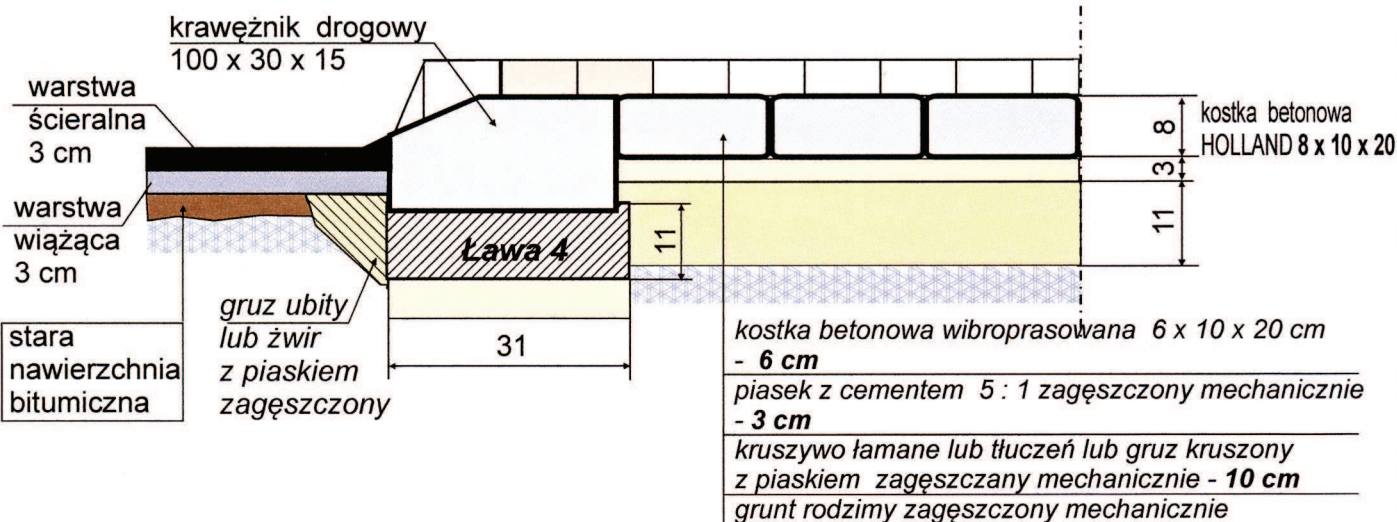 krawężnik drogowy
100 x 30 x 15
warstwa
ścieralna
3 cm
warstwa
wiążąca
3 cm
stara
nawierzchnia
bitumiczna
gruz ubity
lub żwir
z piaskiem
zagęszczony
Ława 4
11
31
8
3
11
kostka betonowa
HOLLAND 8 x 10 x 20
kostka betonowa wibroprasowana 6 x 10 x 20 cm
- 6 cm
piasek z cementem 5 : 1 zagęszczony mechanicznie
- 3 cm
kruszywo łamane lub tłuczeń lub gruz kruszony
z piaskiem zagęszczany mechanicznie - 10 cm
grunt rodzimy zagęszczony mechanicznie